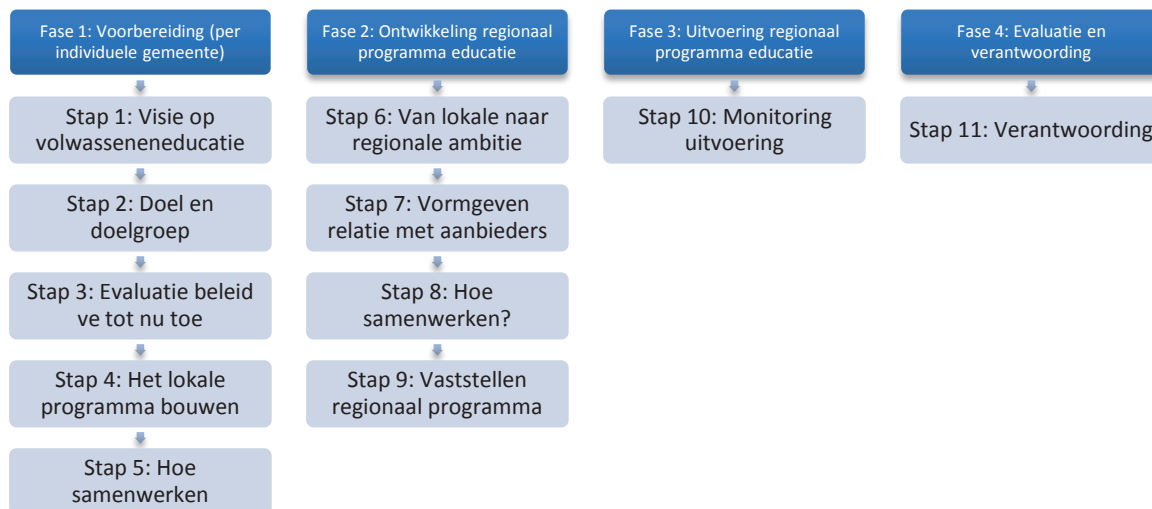 Fase 1: Voorbereiding (per
individuele gemeente)
Stap 1: Visie op
volwasseneneducatie
Stap 2: Doel en
doelgroep
Stap 3: Evaluatie beleid
ve tot nu toe
Stap 4: Het lokale
programma bouwen
Stap 5: Hoe
samenwerken
Fase 2: Ontwikkeling regionaal
programma educatie
Stap 6: Van lokale naar
regionale ambitie
Stap 7: Vormgeven
relatie met aanbieders
Stap 8: Hoe
samenwerken?
Stap 9: Vaststellen
regionaal programma
Fase 3: Uitvoering regionaal
programma educatie
Stap 10: Monitoring
uitvoering
Fase 4: Evaluatie en
verantwoording
Stap 11: Verantwoording